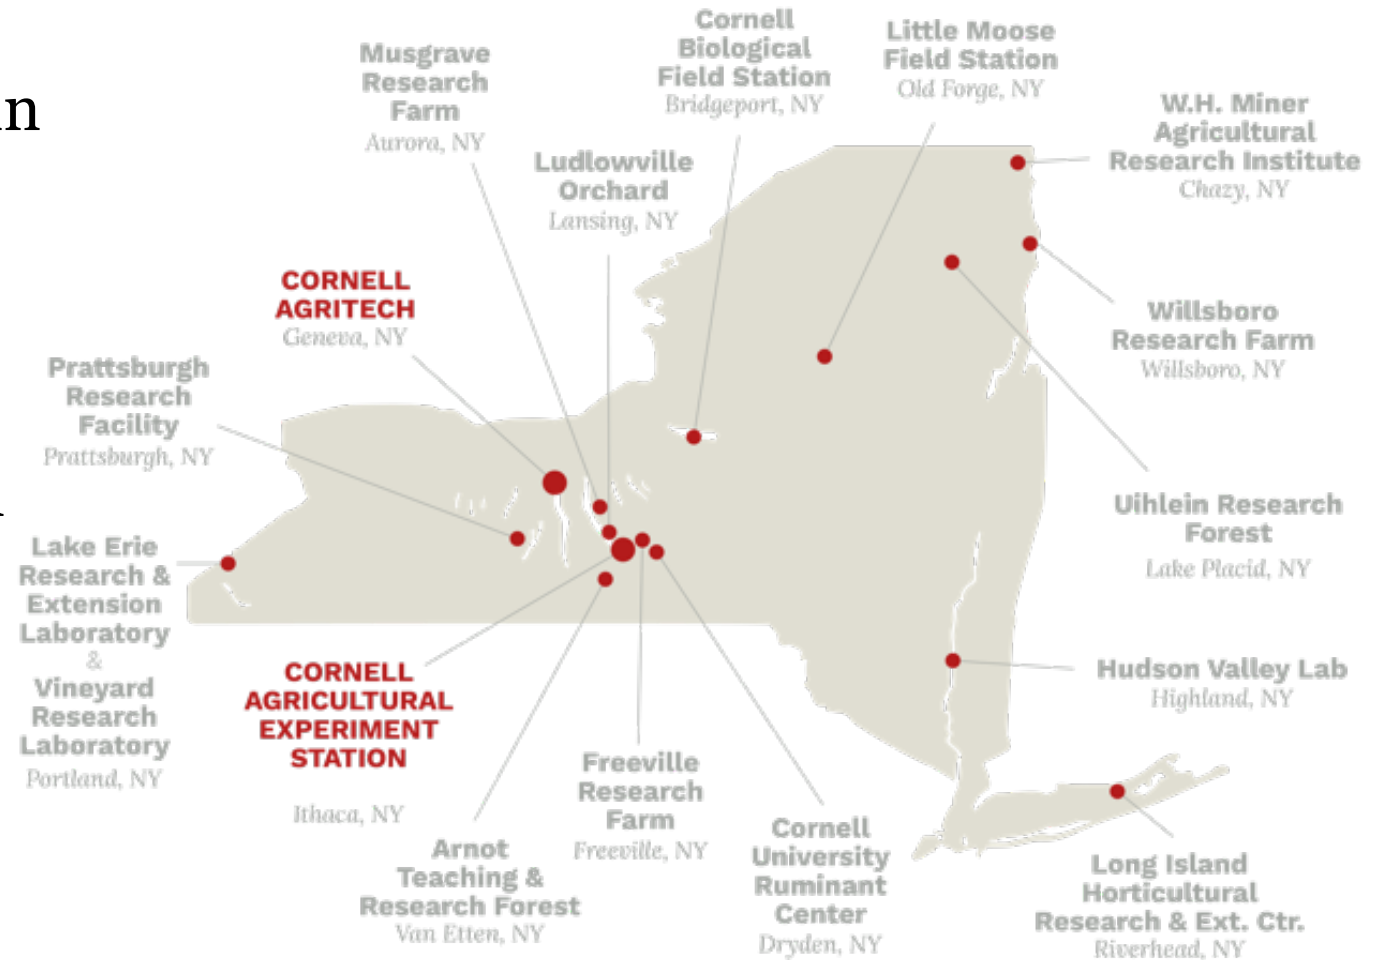 in
Musgrave
Research
Farm
Aurora, NY
Cornell
Biological
Field Station
Bridgeport, NY
Little Moose
Field Station
Old Forge, NY
W.H. Miner
Agricultural
Research Institute
Chazy, NY
Ludlowville
Orchard
Lansing, NY
CORNELL
AGRITECH
Geneva, NY
Willsboro
Research Farm
Willsboro, NY
Prattsburgh
Research
Facility
Prattsburgh, NY
Uihlein Research
Forest
Lake Placid, NY
Lake Erie
Research &
Extension
Laboratory
&
Vineyard
Research
Laboratory
Portland, NY
CORNELL
AGRICULTURAL
EXPERIMENT
STATION
Ithaca, NY
Hudson Valley Lab
Highland, NY
Arnot
Teaching &
Research Forest
Van Etten, NY
Freeville
Research
Farm
Freeville, NY
Cornell
University
Ruminant
Center
Dryden, NY
Long Island
Horticultural
Research & Ext. Ctr.
Riverhead, NY